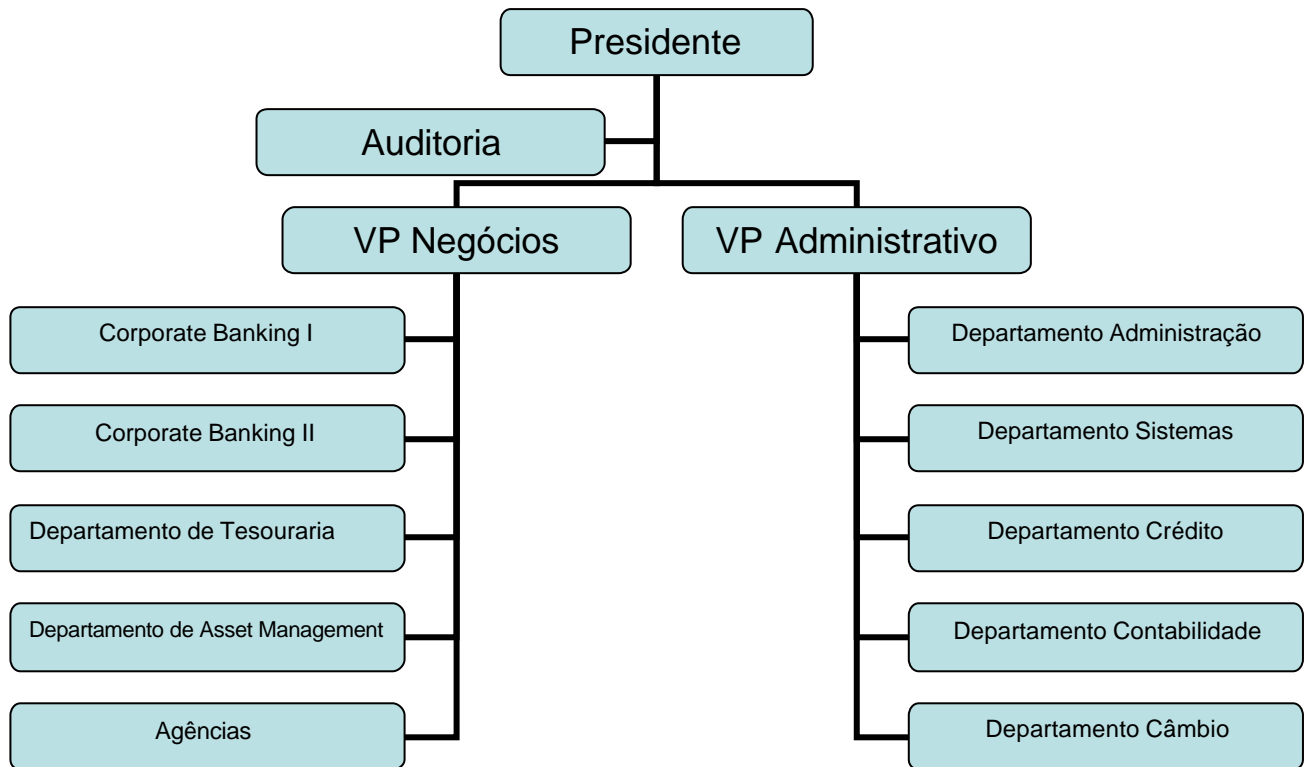 Presidente
Auditoria
VP Negócios
VP Administrativo
Corporate Banking I
Departamento Administração
Corporate Banking II
Departamento Sistemas
Departamento de Tesouraria
Departamento Crédito
Departamento de Asset Management
Departamento Contabilidade
Agências
Departamento Câmbio